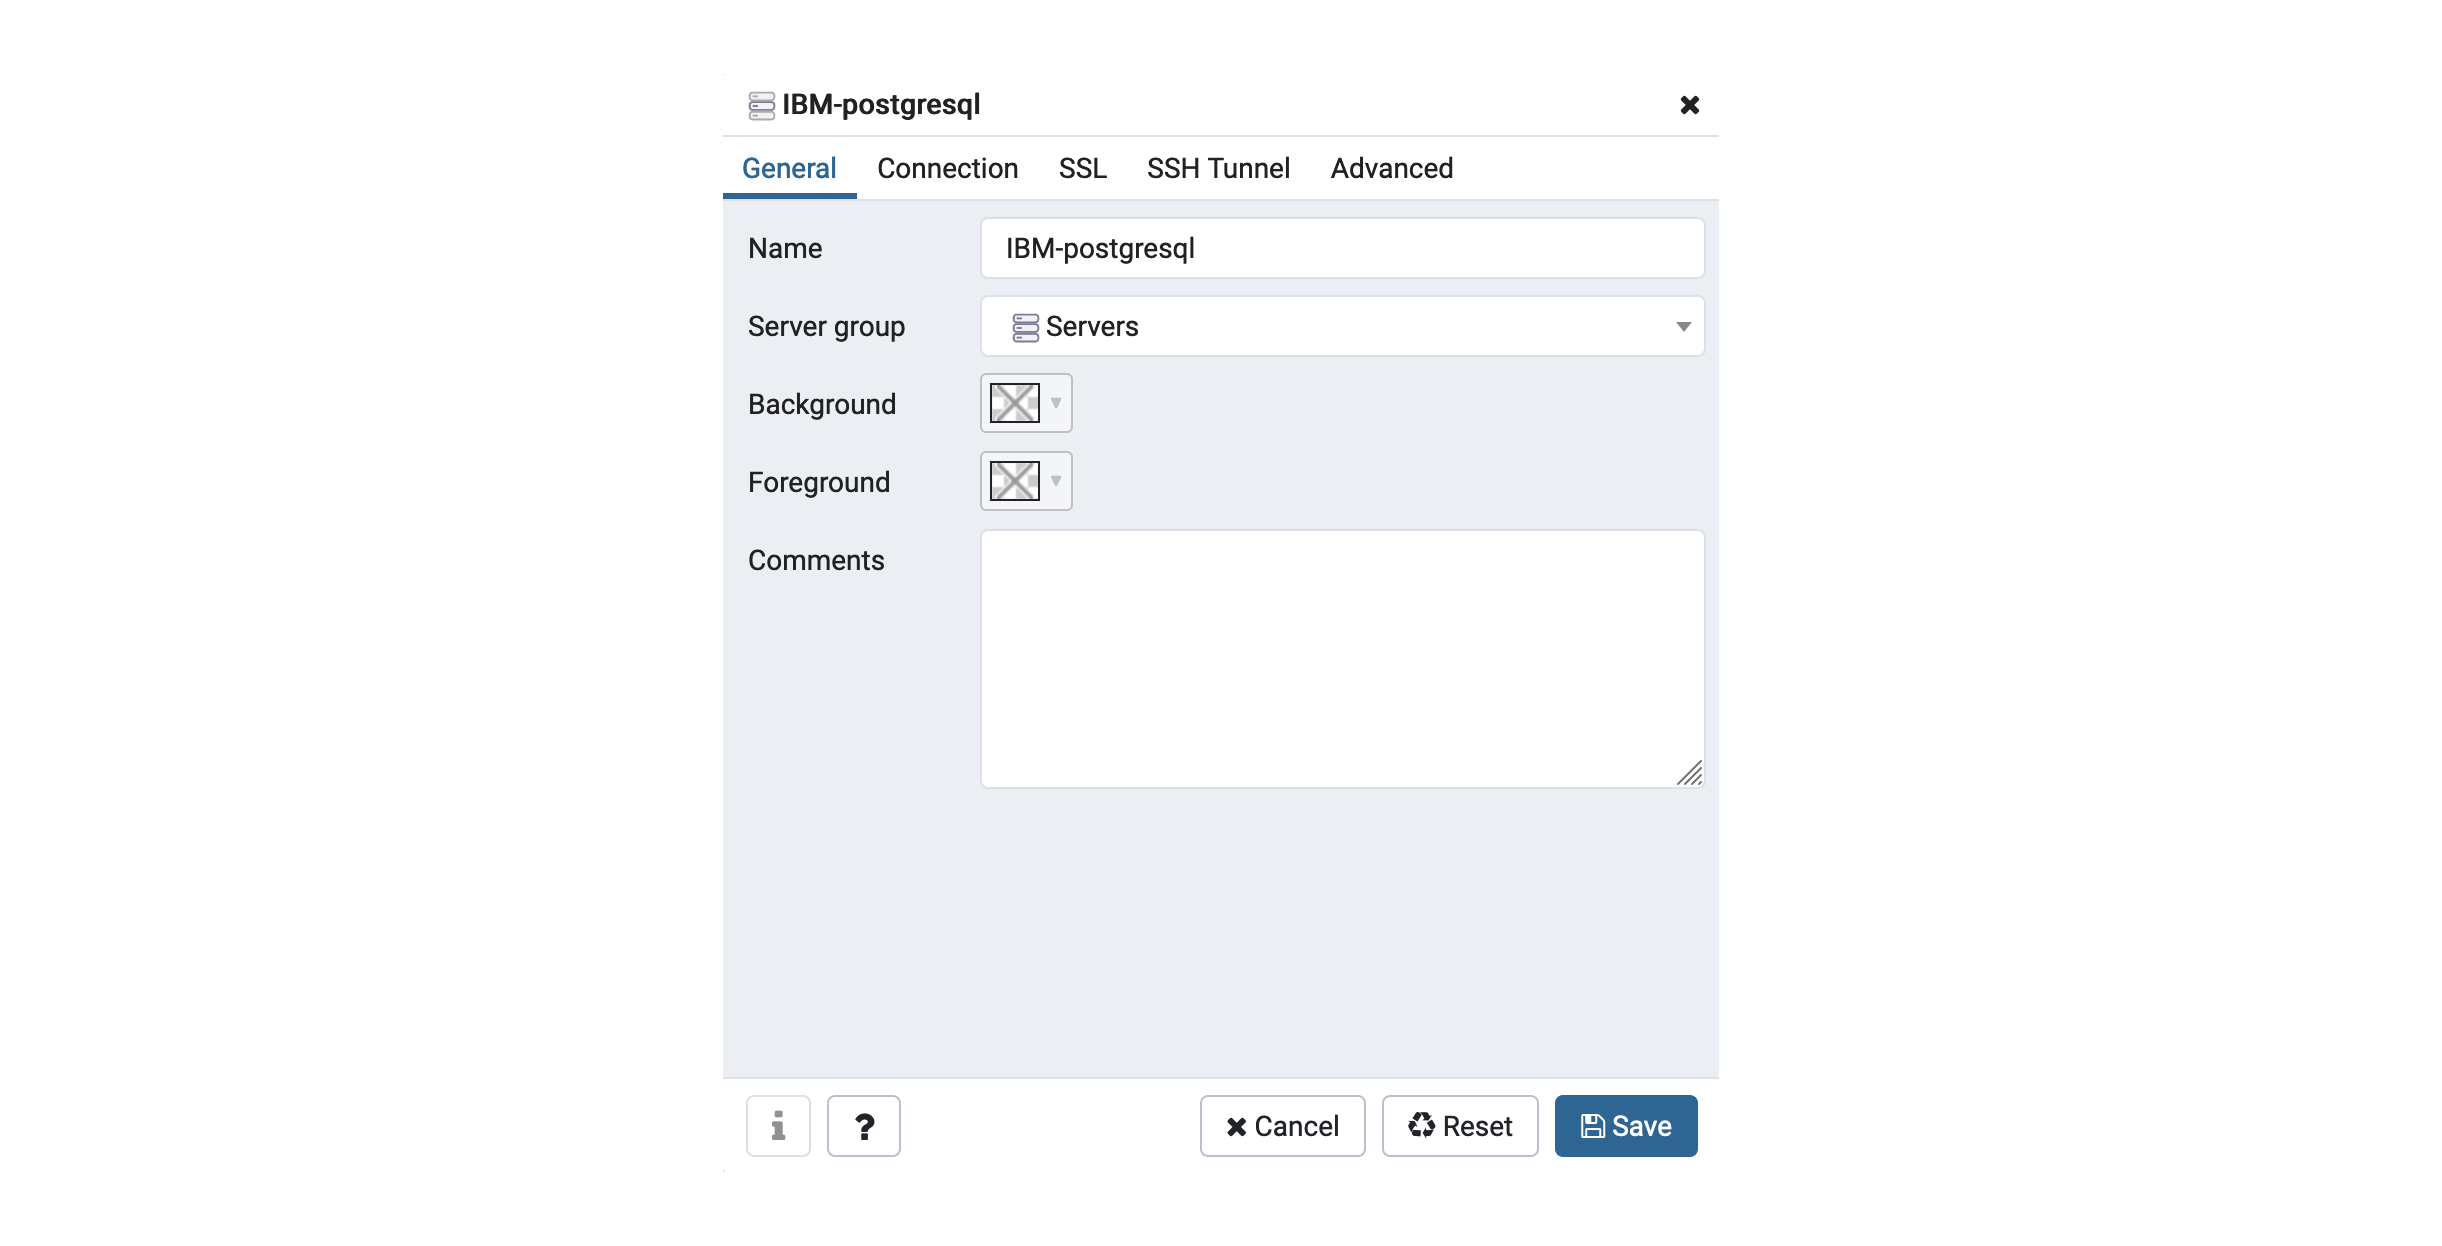 IBM-postgresql
General Connection SSL SSH Tunnel Advanced
Name IBM-postgresql
Server group Servers
Background
Foreground
Comments
i ? Cancel Reset Save